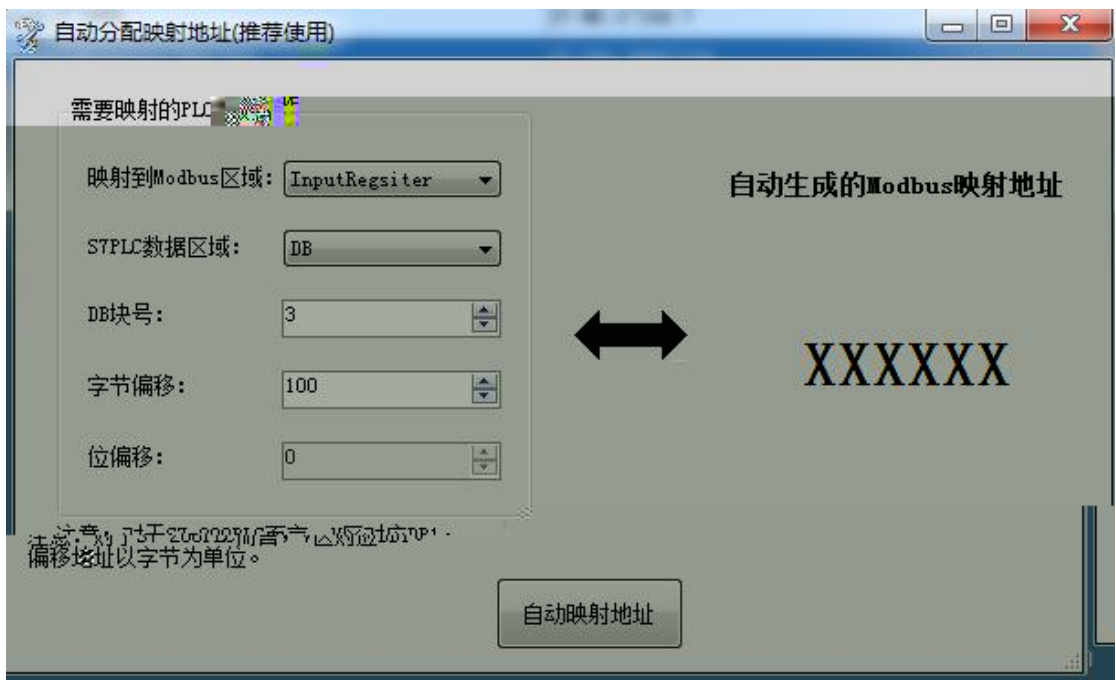 自动分配映射地址(推荐使用)
需要映射的PLC
映射到Modbus区域: InputRegsiter
S7PLC数据区域: DB
DB块号: 3
字节偏移: 100
位偏移: 0
自动生成的Modbus映射地址
XXXXXX
偏移地址以字节为单位。
自动映射地址